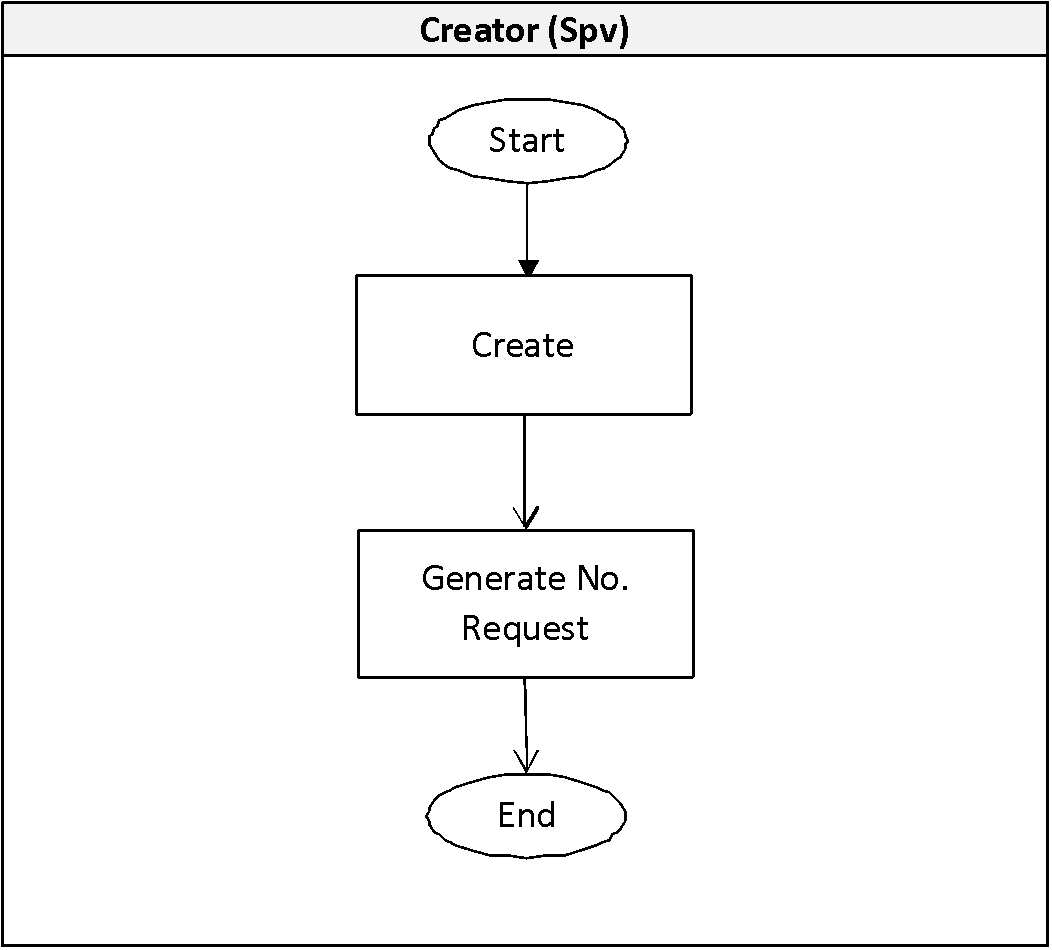 Creator (Spv)
Start
Create
Generate No.
Request
End